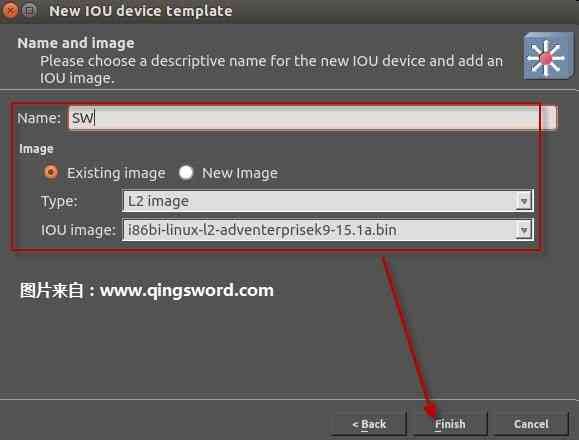 New IOU device template
Name and image
Please choose a descriptive name for the new IOU device and add an
IOU image.
Name: SW
Image
Existing image New Image
Type: L2 image
IOU image: i86bi-linux-l2-adventerprisek9-15.1a.bin
图片来自：www.qingsword.com
< Back Finish Cancel